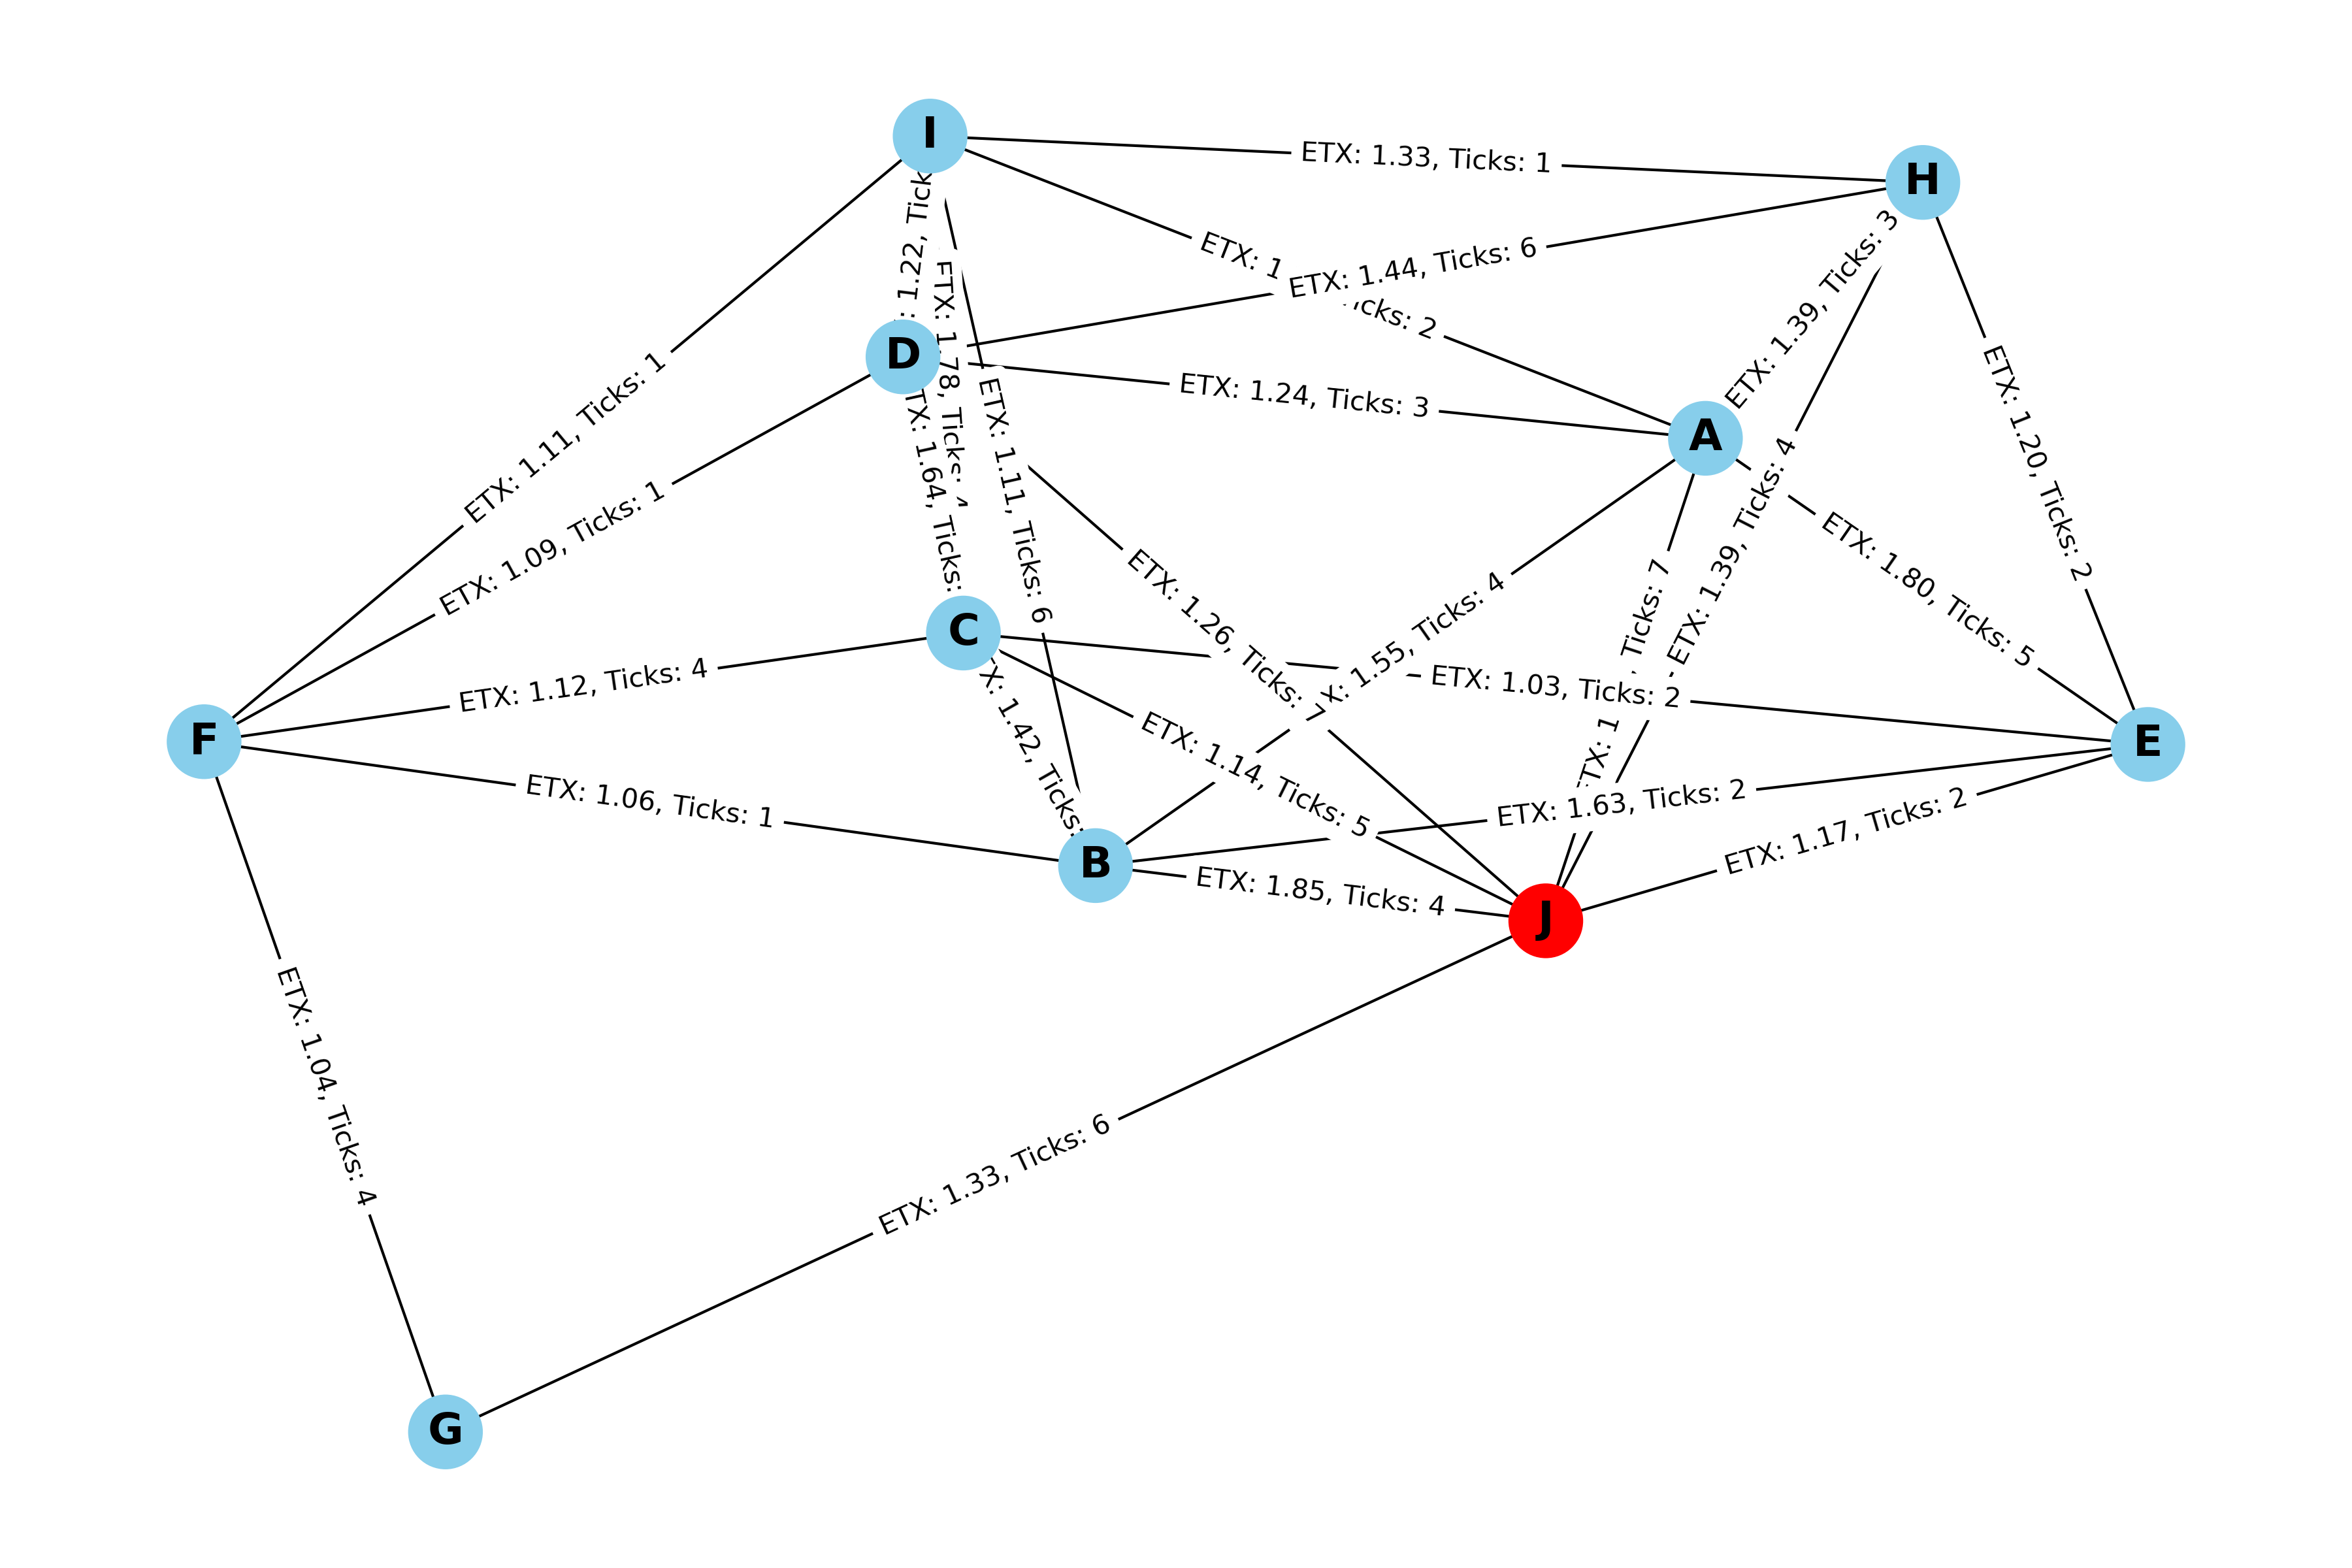 I
H
ETX: 1.33, Ticks: 1
ETX: 1
Ticks: 2
ETX: 1.44, Ticks: 6
ETX: 1.39, Ticks: 3
: 1.22, Tick
D
ETX: 1.78, Ticks: 4
ETX: 1.24, Ticks: 3
A
ETX: 1.11, Ticks: 1
ETX: 1.11, Ticks: 6
ETX: 1.20, Ticks: 2
TX: 1.64, Ticks:
ETX: 1.09, Ticks: 1
ETX: 1.39, Ticks: 4
ETX: 1.80, Ticks: 5
ETX: 1.26, Ticks: 7
X: 1.55, Ticks: 4
, Ticks: 7
C
ETX: 1.12, Ticks: 4
ETX: 1.03, Ticks: 2
F
E
X: 1.42, Ticks:
ETX: 1.14, Ticks: 5
TX: 1
ETX: 1.06, Ticks: 1
ETX: 1.63, Ticks: 2
ETX: 1.17, Ticks: 2
B
ETX: 1.85, Ticks: 4
J
ETX: 1.04, Ticks: 4
ETX: 1.33, Ticks: 6
G